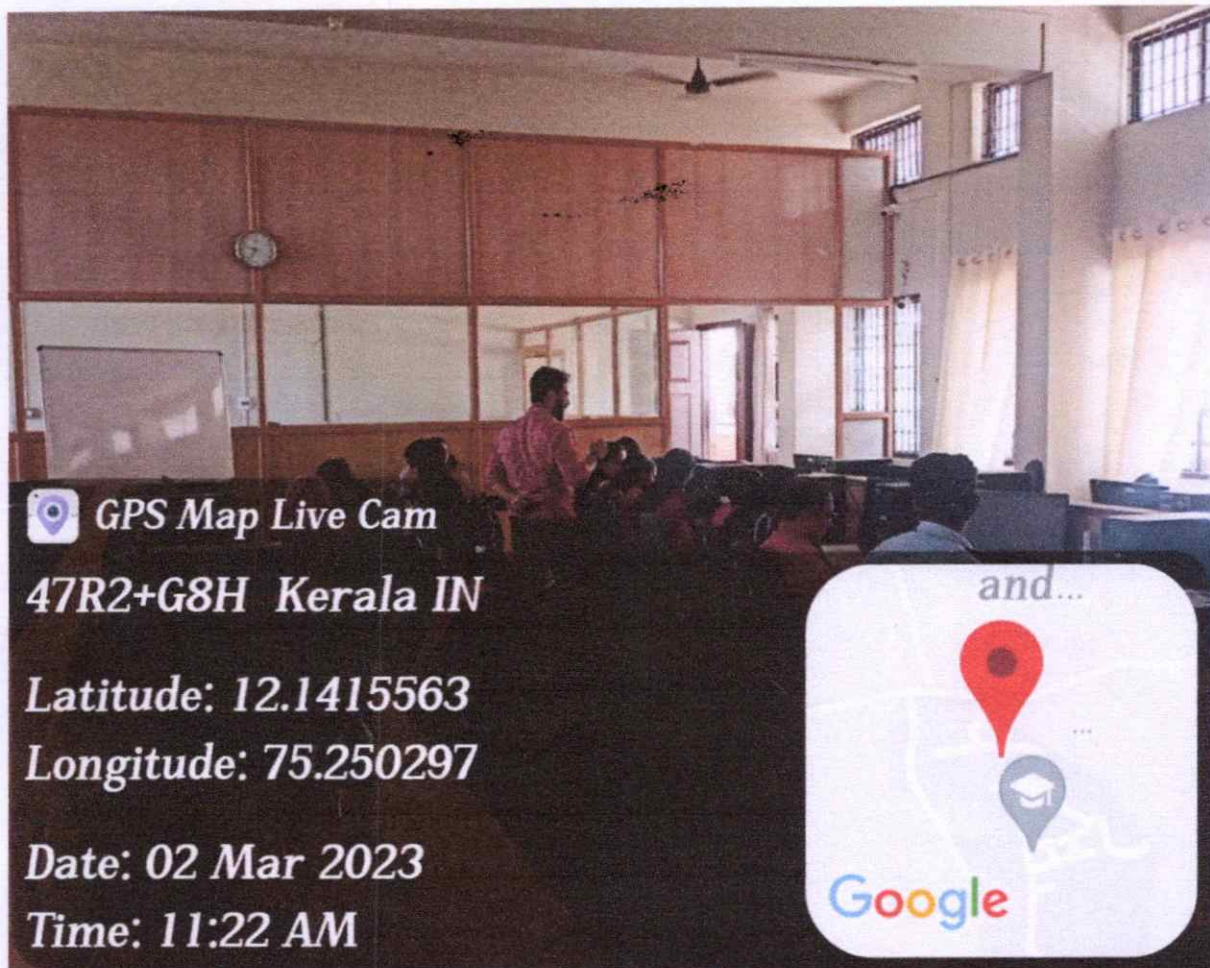 GPS Map Live Cam
47R2+G8H Kerala IN
Latitude: 12.1415563
Longitude: 75.250297
Date: 02 Mar 2023
Time: 11:22 AM
and...
...
Google